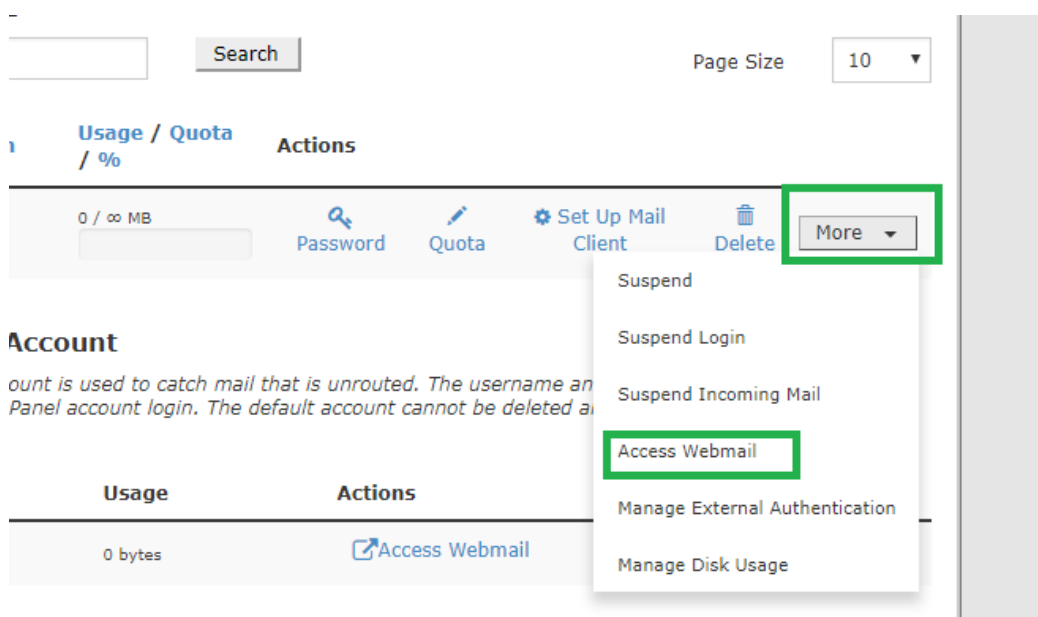 Search
Page Size
10
Usage / Quota
/ %
Actions
0 / ∞ MB
Password
Quota
Set Up Mail
Client
Delete
More
Suspend
Account
Suspend Login
ount is used to catch mail that is unrouted. The username an
Panel account login. The default account cannot be deleted a
Suspend Incoming Mail
Access Webmail
Usage
Actions
Manage External Authentication
0 bytes
Access Webmail
Manage Disk Usage